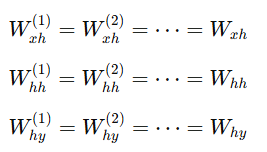 $W_{xh}^{(1)} = W_{xh}^{(2)} = \cdots = W_{xh}$
$W_{hh}^{(1)} = W_{hh}^{(2)} = \cdots = W_{hh}$
$W_{hy}^{(1)} = W_{hy}^{(2)} = \cdots = W_{hy}$